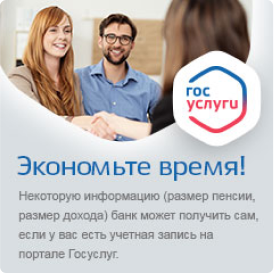 гос
услуги
Экономьте время!
Некоторую информацию (размер пенсии,
размер дохода) банк может получить сам,
если у вас есть учетная запись на
портале Госуслуг.